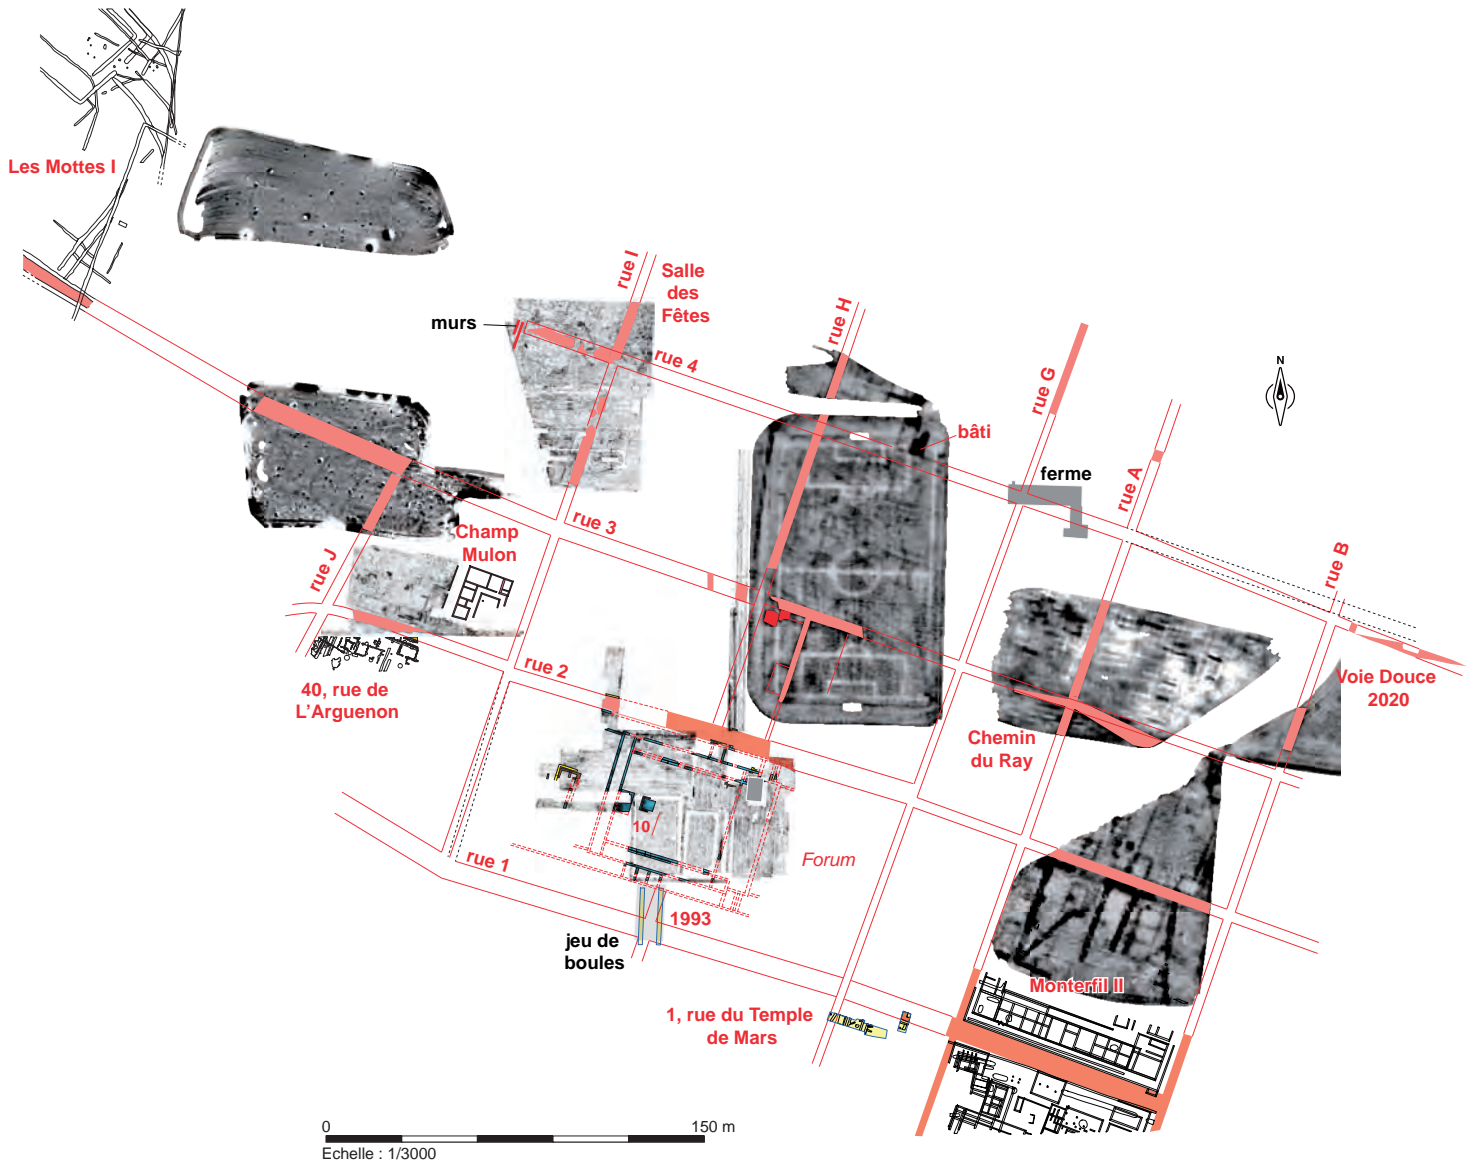 Les Mottes I
murs
rue I
Salle
des
Fêtes
rue 4
rue H
rue G
N
bâti
ferme
rue A
rue B
rue 3
Champ
Mulon
rue J
rue 2
40, rue de
L'Arguenon
Voie Douce
2020
Chemin
du Ray
10
Forum
rue 1
1993
jeu de
boules
Monterfil II
1, rue du Temple
de Mars
0
150 m
Echelle : 1/3000